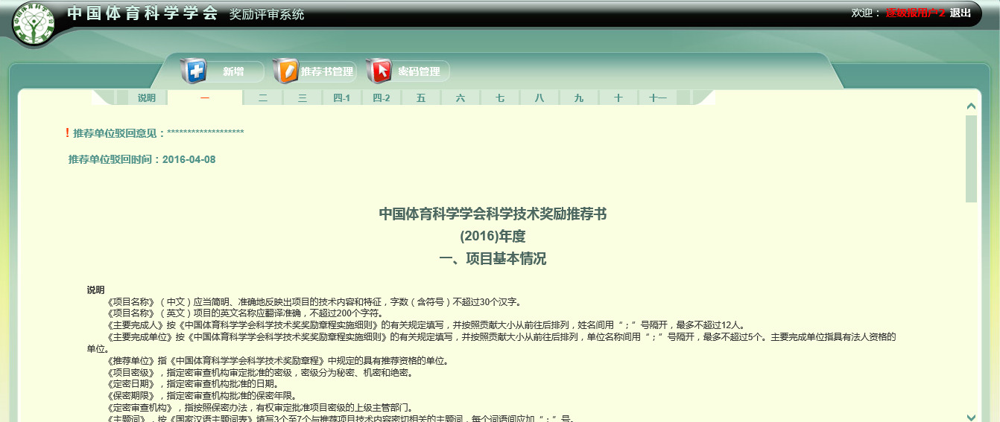 中国体育科学学会 奖励评审系统
欢迎： 逐级报用户2 退出
新增 推荐书管理 密码管理
说明 一 二 三 四-1 四-2 五 六 七 八 九 十 十一
！推荐单位驳回意见：*******************
推荐单位驳回时间：2016-04-08
中国体育科学学会科学技术奖励推荐书
(2016)年度
一、项目基本情况
说明
《项目名称》（中文）应当简明、准确地反映出项目的技术内容和特征，字数（含符号）不超过30个汉字。
《项目名称》（英文）项目的英文名称应翻译准确，不超过200个字符。
《主要完成人》按《中国体育科学学会科学技术奖奖励章程实施细则》的有关规定填写，并按照贡献大小从前往后排列，姓名间用“；”号隔开，最多不超过12人。
《主要完成单位》按《中国体育科学学会科学技术奖奖励章程实施细则》的有关规定填写，并按照贡献大小从前往后排列，单位名称间用“；”号隔开，最多不超过5个。主要完成单位指具有法人资格的
单位。
《推荐单位》指《中国体育科学学会科学技术奖励章程》中规定的具有推荐资格的单位。
《项目密级》，指定密审查机构审定批准的密级，密级分为秘密、机密和绝密。
《定密日期》，指定密审查机构批准的日期。
《保密期限》，指定密审查机构批准的保密年限。
《定密审查机构》，指按照保密办法，有权审定批准项目密级的上级主管部门。
《主题词》，按《国家汉语主题词表》填写3个至7个与推荐项目技术内容密切相关的主题词，每个词语间应加“；”号。